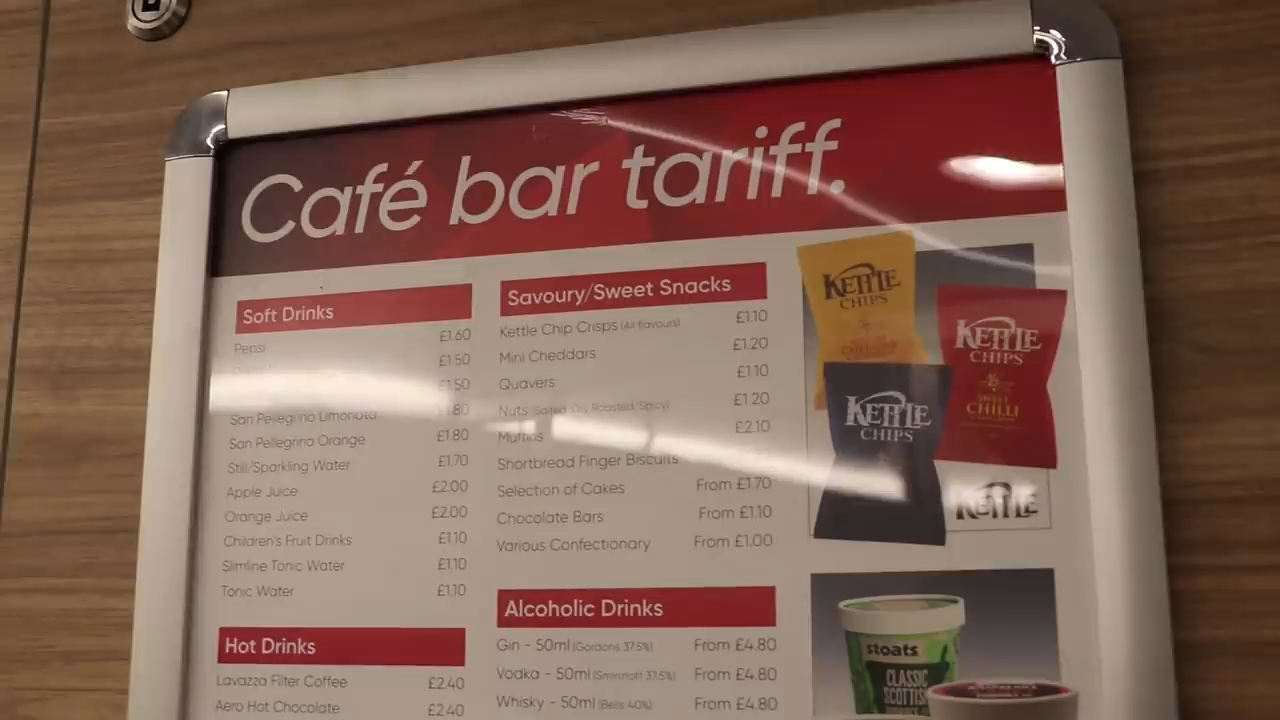 Café bar tariff.
Soft Drinks
Pepsi £1.60
£1.50
£1.50
San Pellegrino Limonata £1.80
San Pellegrino Orange £1.80
Still/Sparkling Water £1.70
Apple Juice £2.00
Orange Juice £2.00
Children's Fruit Drinks £1.10
Slimline Tonic Water £1.10
Tonic Water £1.10
Hot Drinks
Lavazza Filter Coffee £2.40
Aero Hot Chocolate £2.40
Savoury/Sweet Snacks
Kettle Chip Crisps (All flavours) £1.10
Mini Cheddars £1.20
Quavers £1.10
Nuts (Salted/Dry Roasted/Spicy) £1.20
Muffins £2.10
Shortbread Finger Biscuits
Selection of Cakes From £1.70
Chocolate Bars From £1.10
Various Confectionary From £1.00
Alcoholic Drinks
Gin - 50ml (Gordons 37.5%) From £4.80
Vodka - 50ml (Smirnoff 37.5%) From £4.80
Whisky - 50ml (Bells 40%) From £4.80
KETTLE
CHIPS
KETTLE
CHIPS
SWEET
CHILLI
KETTLE
CHIPS
KETTLE
stoats
CLASSIC
SCOTTISH